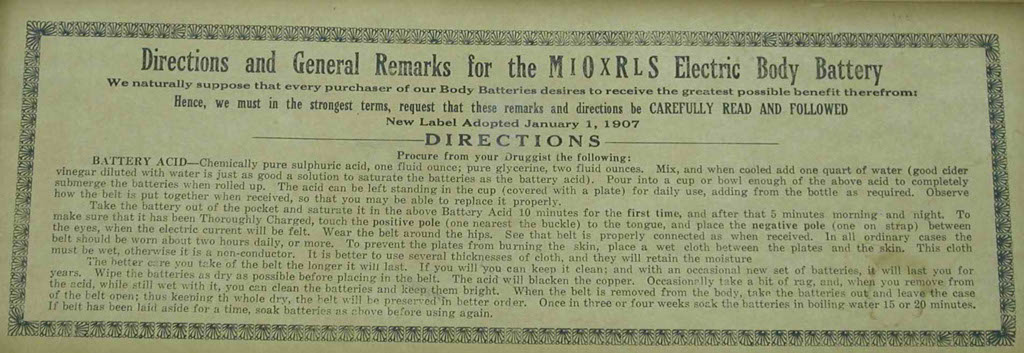 Directions and General Remarks for the MIOXRLS Electric Body Battery
We naturally suppose that every purchaser of our Body Batteries desires to receive the greatest possible benefit therefrom:
Hence, we must in the strongest terms, request that these remarks and directions be CAREFULLY READ AND FOLLOWED
New Label Adopted January 1, 1907
DIRECTIONS
Procure from your Druggist the following:
BATTERY ACID—Chemically pure sulphuric acid, one fluid ounce; pure glycerine, two fluid ounces. Mix, and when cooled add one quart of water (good cider
vinegar diluted with water is just as good a solution to saturate the batteries as the battery acid). Pour into a cup or bowl enough of the above acid to completely
submerge the batteries when rolled up. The acid can be left standing in the cup (covered with a plate) for daily use, adding from the bottle as required. Observe
how the belt is put together when received, so that you may be able to replace it properly.
Take the battery out of the pocket and saturate it in the above Battery Acid 10 minutes for the first time, and after that 5 minutes morning and night. To
make sure that it has been Thoroughly Charged, touch the positive pole (one nearest the buckle) to the tongue, and place the negative pole (one on strap) between
the eyes, when the electric current will be felt. Wear the belt around the hips. See that belt is properly connected as when received. In all ordinary cases the
belt should be worn about two hours daily, or more. To prevent the plates from burning the skin, place a wet cloth between the plates and the skin. This cloth
must be wet, otherwise it is a non-conductor. It is better to use several thicknesses of cloth, and they will retain the moisture
The better care you take of the belt the longer it will last. If you will you can keep it clean; and with an occasional new set of batteries, it will last you for
years. Wipe the batteries as dry as possible before placing in the belt. The acid will blacken the copper. Occasionally take a bit of rag, and, when you remove from
the acid, while still wet with it, you can clean the batteries and keep them bright. When the belt is removed from the body, take the batteries out and leave the case
of the belt open; thus keeping th whole dry, the belt will be preserved in better order. Once in three or four weeks sock the batteries in boiling water 15 or 20 minutes.
If belt has been laid aside for a time, soak batteries as above before using again.